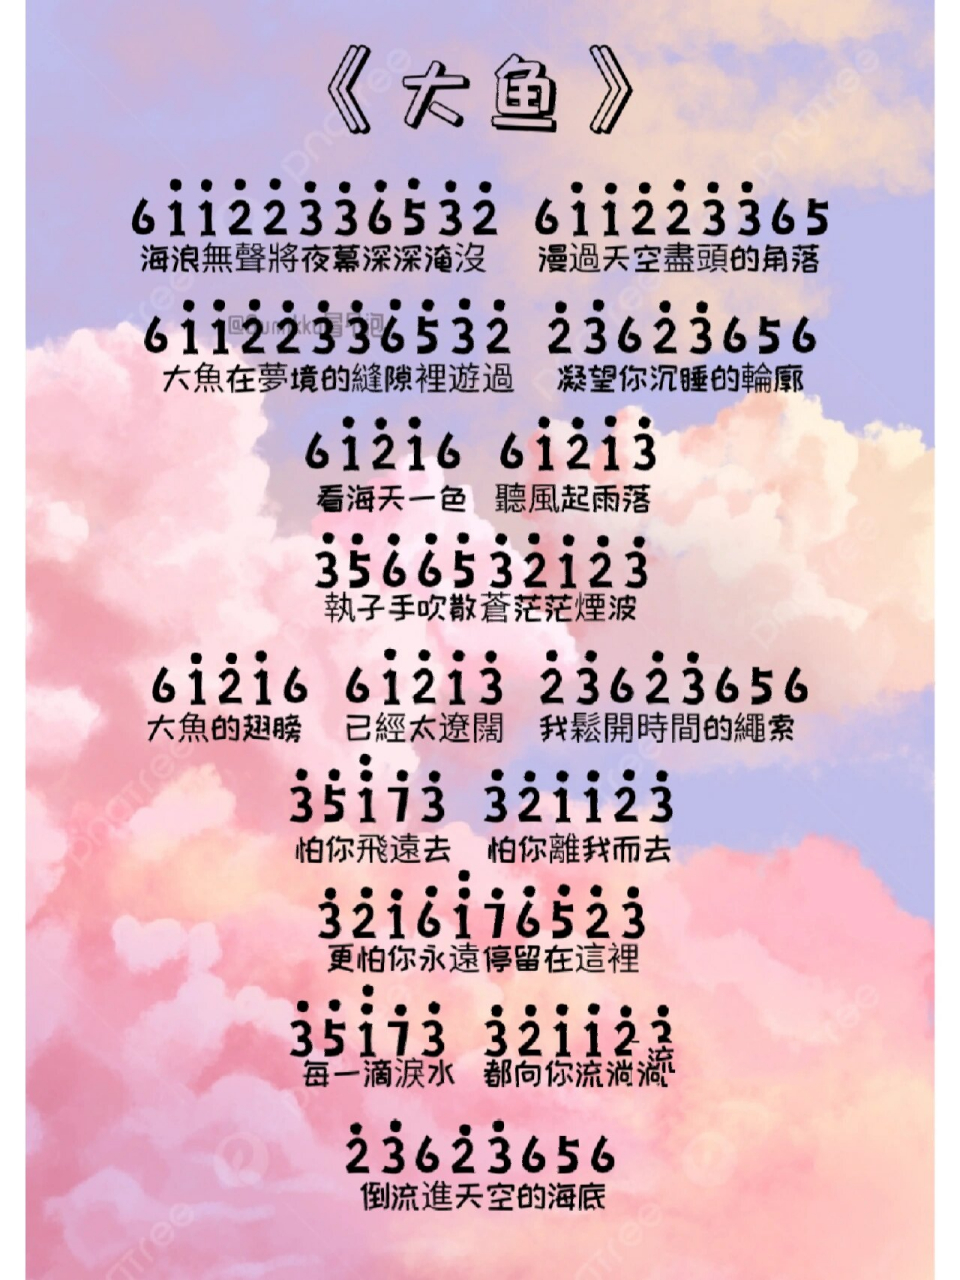 《大鱼》
61122336532 611223365
海浪無聲將夜幕深深淹沒 漫過天空盡頭的角落
61122336532 23623656
大魚在夢境的縫隙裡遊過 凝望你沉睡的輪廓
61216 61213
看海天一色 聽風起雨落
3566532123
執子手吹散蒼茫茫煙波
61216 61213 23623656
大魚的翅膀 已經太遼闊 我鬆開時間的繩索
35173 321123
怕你飛遠去 怕你離我而去
3216176523
更怕你永遠停留在這裡
35173 321123
每一滴淚水 都向你流淌
23623656
倒流進天空的海底